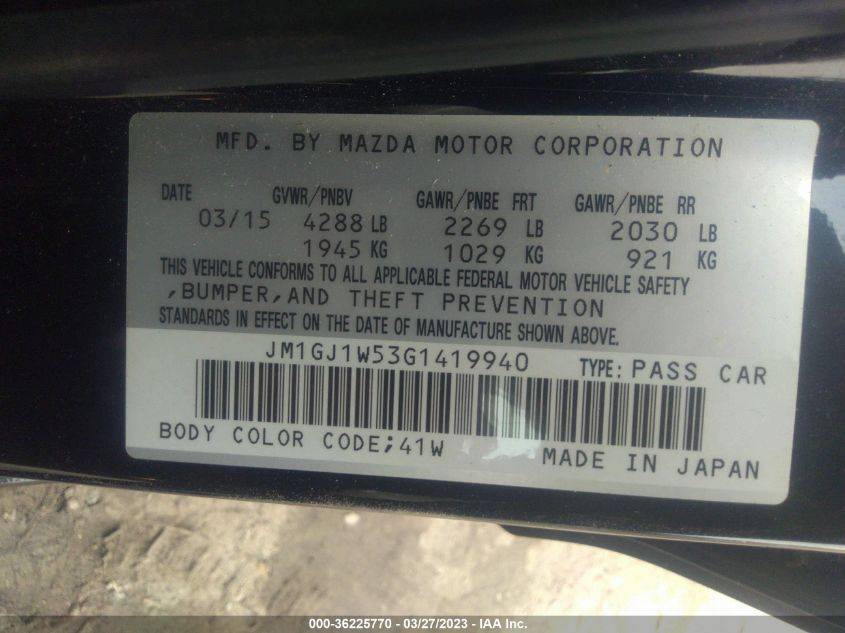 MFD. BY MAZDA MOTOR CORPORATION
DATE GVWR/PNBV GAWR/PNBE FRT GAWR/PNBE RR
03/15 4288 LB 2269 LB 2030 LB
1945 KG 1029 KG 921 KG
THIS VEHICLE CONFORMS TO ALL APPLICABLE FEDERAL MOTOR VEHICLE SAFETY
,BUMPER,AND THEFT PREVENTION
STANDARDS IN EFFECT ON THE DATE OF MANUFACTURE SHOWN ABOVE.
JM1GJ1W53G1419940 TYPE: PASS CAR
BODY COLOR CODE;41W MADE IN JAPAN
000-36225770 - 03/27/2023 - IAA Inc.